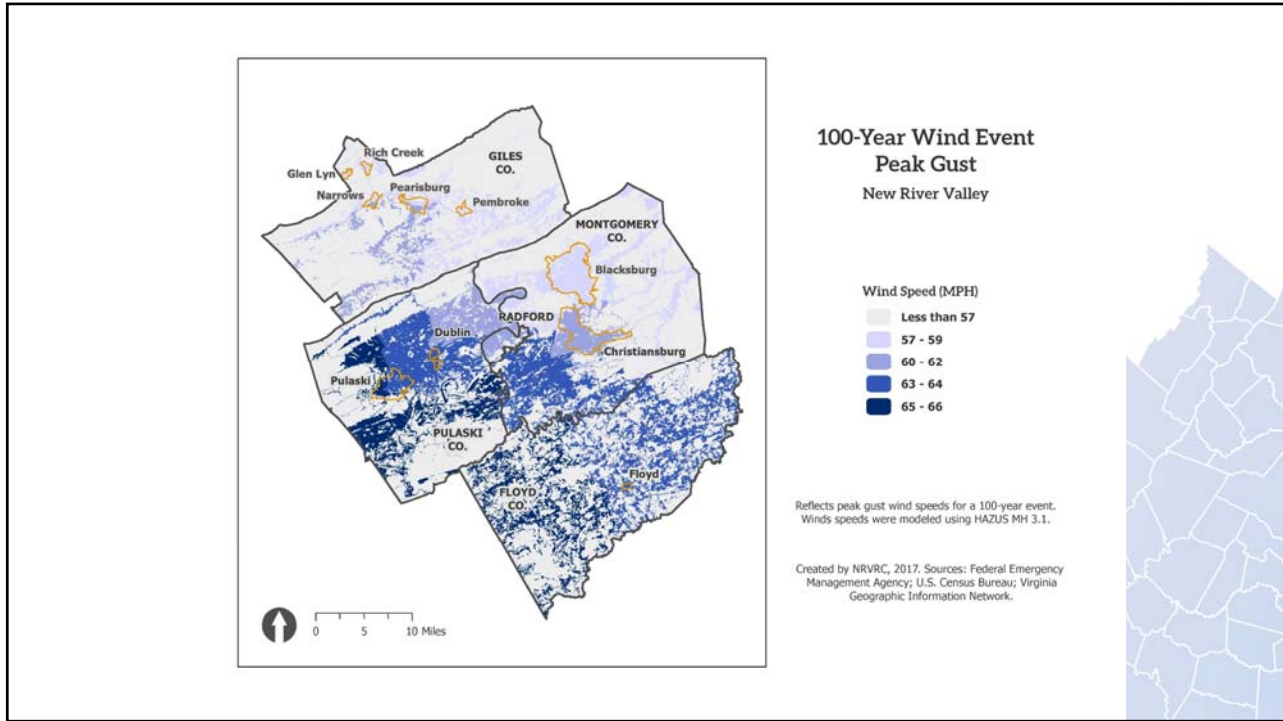 100-Year Wind Event
Peak Gust
New River Valley
Rich Creek
GILES
CO.
Glen Lyn
Narrows
Pearisburg
Pembroke
MONTGOMERY
CO.
Blacksburg
RADFORD
Dublin
Christiansburg
Pulaski
PULASKI
CO.
Floyd
FLOYD
CO.
0 5 10 Miles
Wind Speed (MPH)
Less than 57
57 - 59
60 - 62
63 - 64
65 - 66
Reflects peak gust wind speeds for a 100-year event.
Winds speeds were modeled using HAZUS MH 3.1.
Created by NRVRC, 2017. Sources: Federal Emergency
Management Agency; U.S. Census Bureau; Virginia
Geographic Information Network.